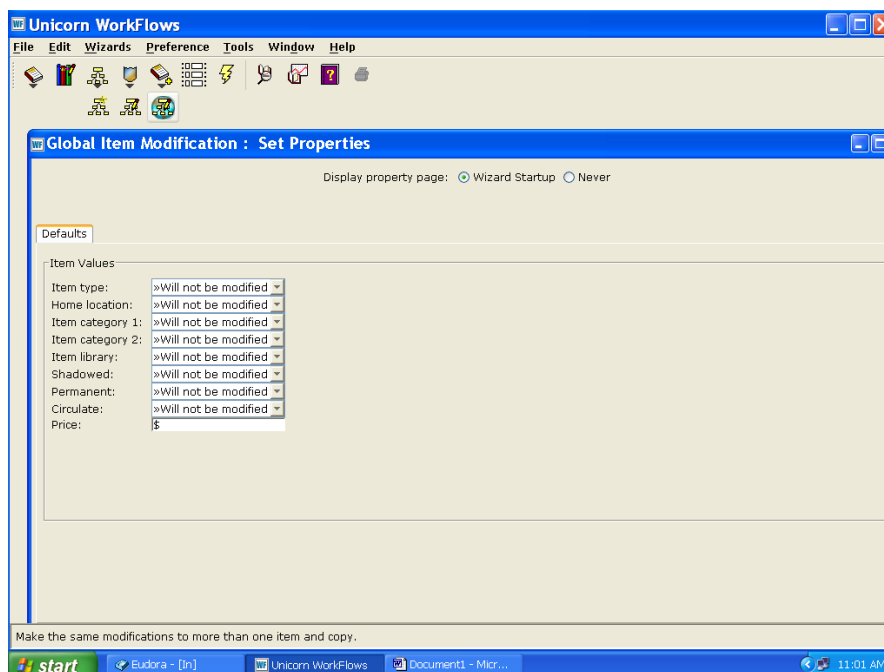 WF Unicorn WorkFlows
File Edit Wizards Preference Tools Window Help
?
WF Global Item Modification : Set Properties
Display property page: Wizard Startup Never
Defaults
Item Values
Item type: »Will not be modified
Home location: »Will not be modified
Item category 1: »Will not be modified
Item category 2: »Will not be modified
Item library: »Will not be modified
Shadowed: »Will not be modified
Permanent: »Will not be modified
Circulate: »Will not be modified
Price: $
Make the same modifications to more than one item and copy.
start Eudora - [In] WF Unicorn WorkFlows W Document1 - Micr... 11:01 AM